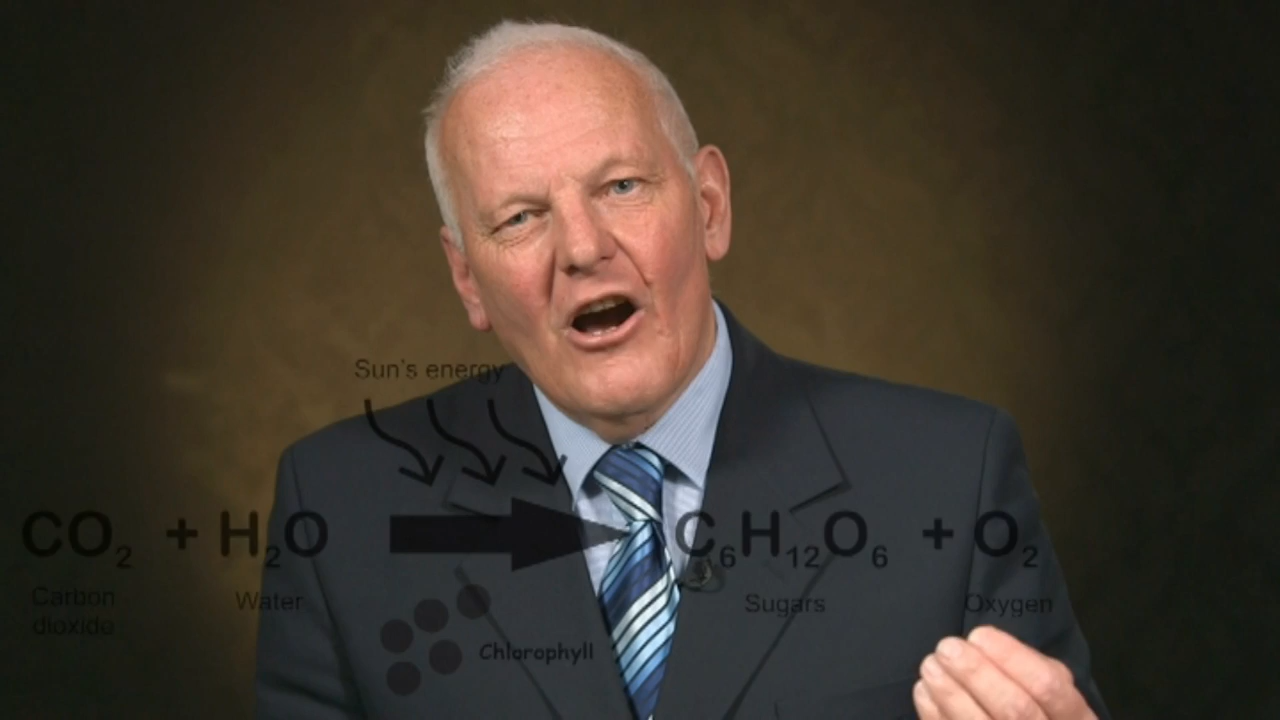 Sun's energy
CO₂ + H₂O C₆H₁₂O₆ + O₂
Carbon dioxide
Water
Sugars
Oxygen
Chlorophyll